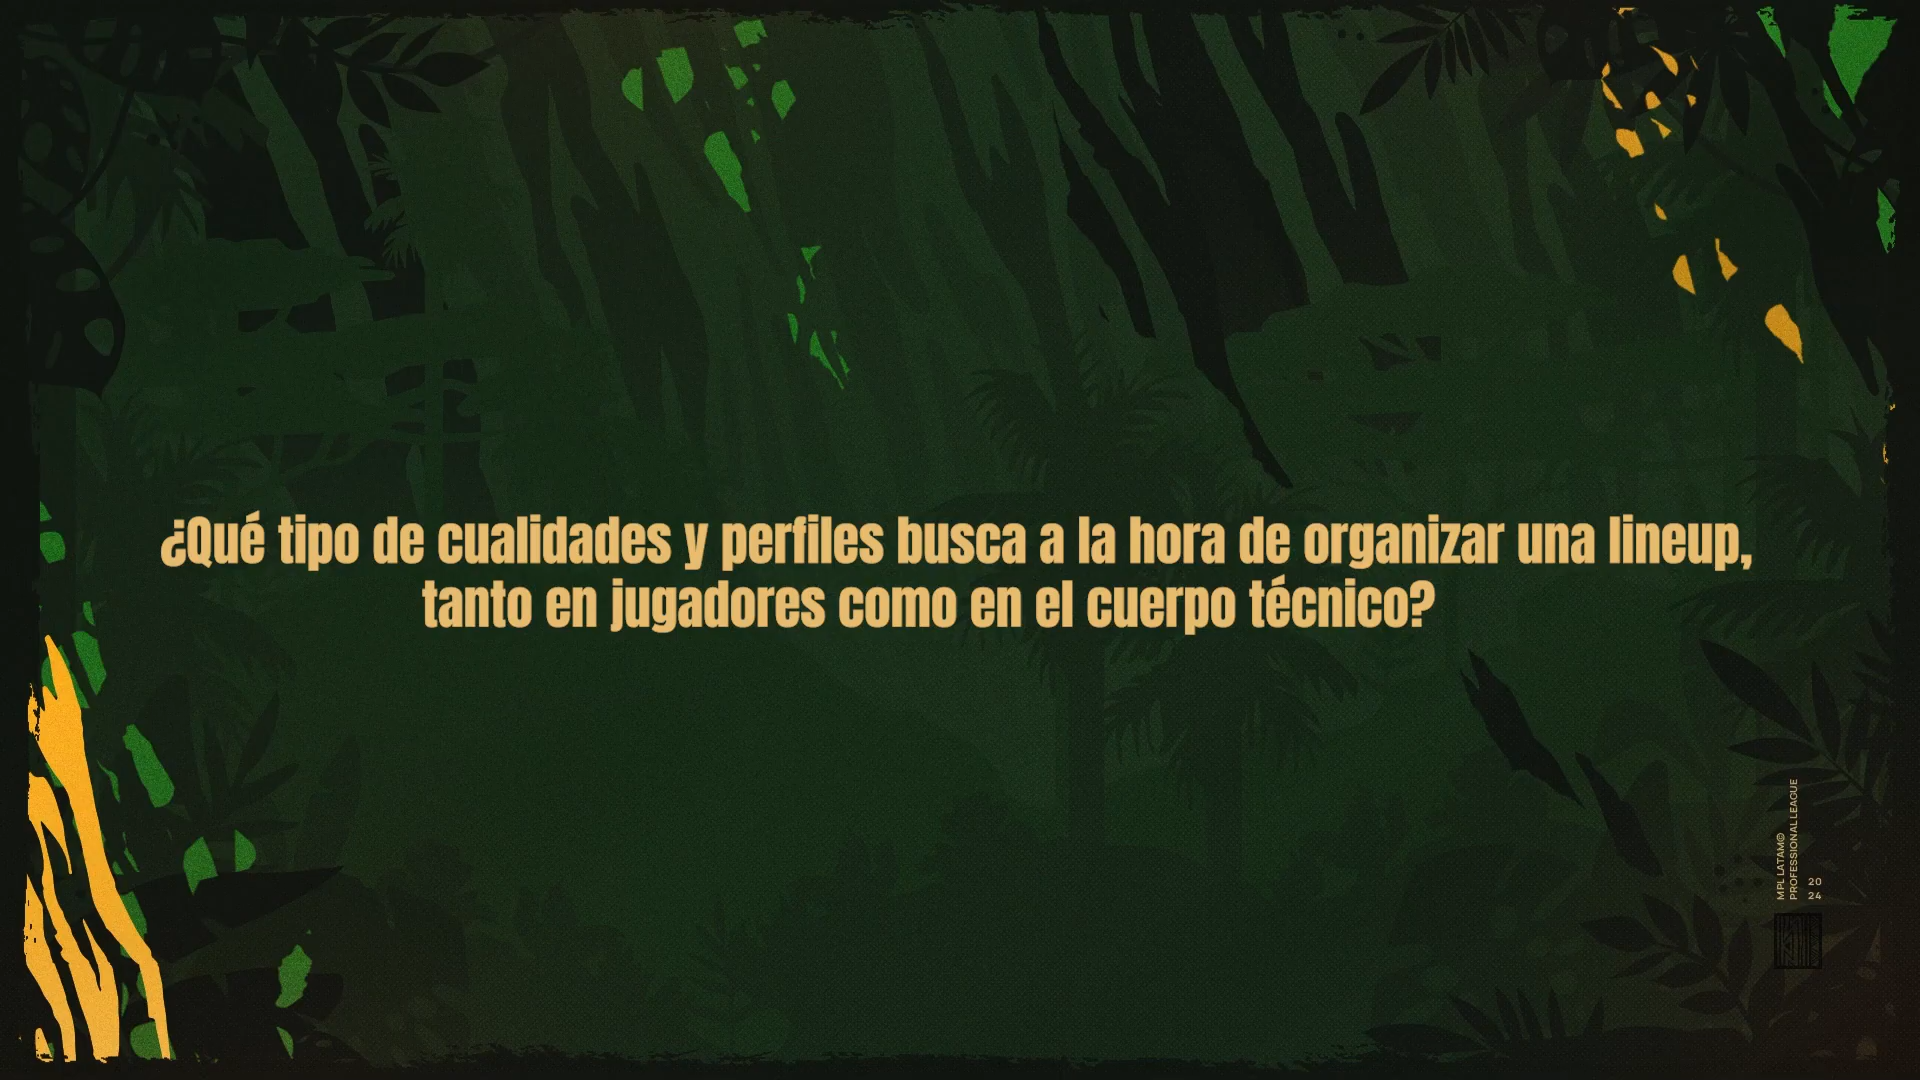 ¿Qué tipo de cualidades y perfiles busca a la hora de organizar una lineup,
tanto en jugadores como en el cuerpo técnico?
MPL LATAM©
PROFESSIONAL LEAGUE
20
24